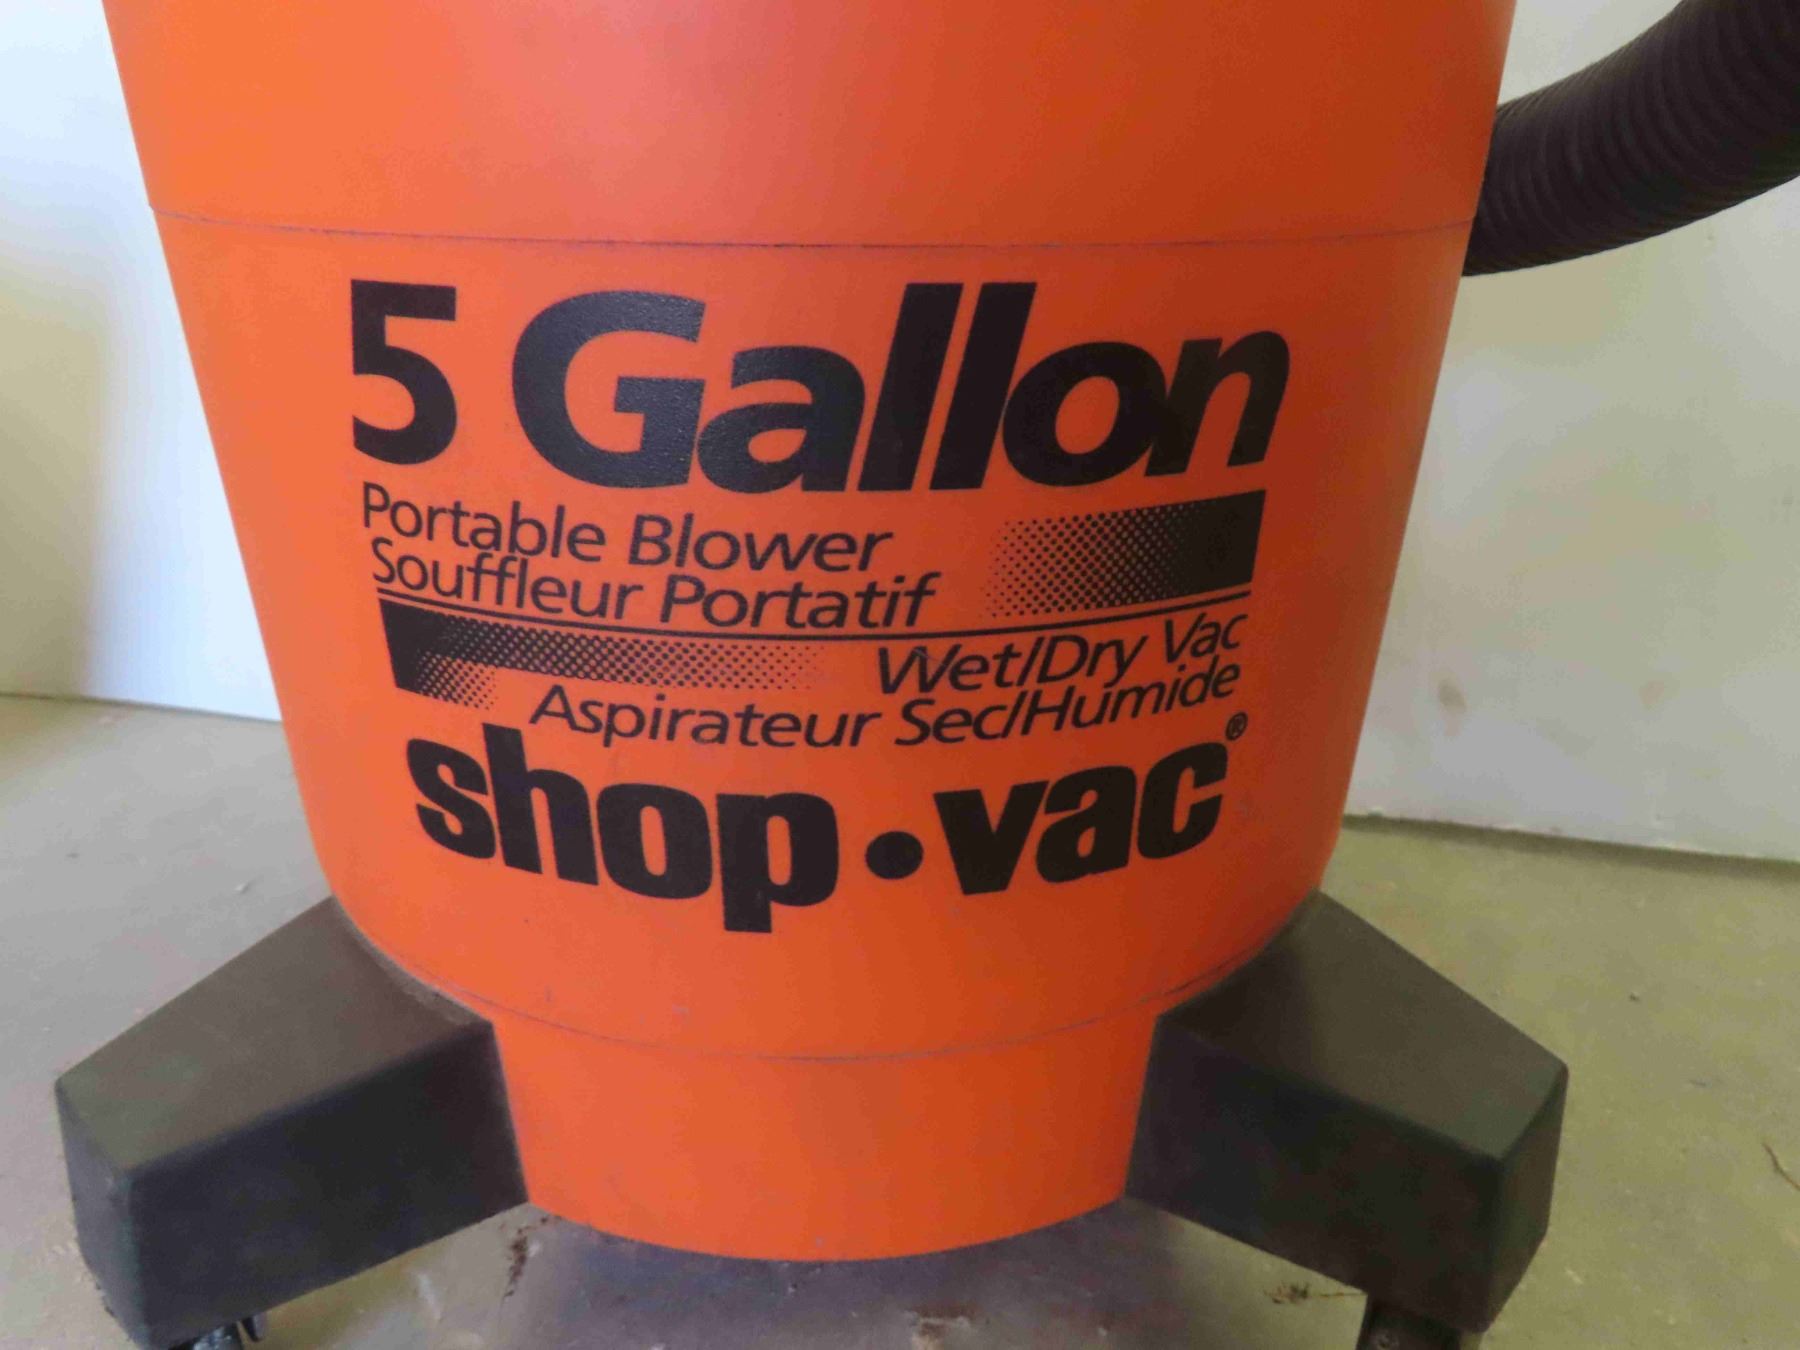 5 Gallon
Portable Blower
Souffleur Portatif
Wet/Dry Vac
Aspirateur Sec/Humide
shop•vac®